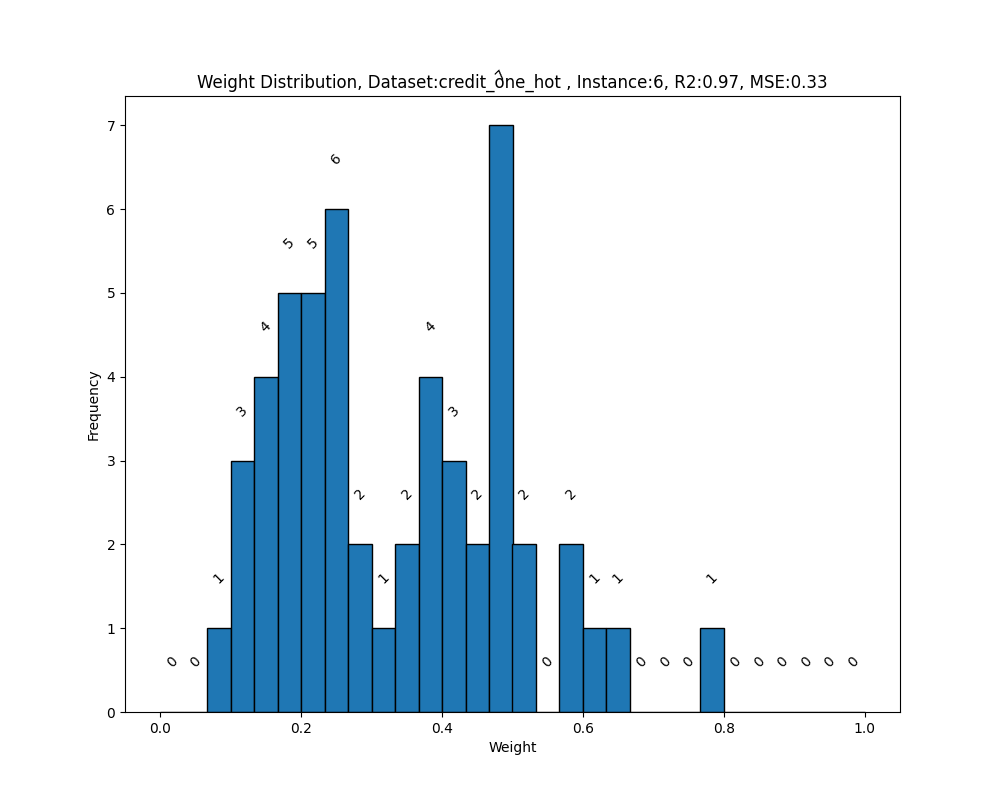 Weight Distribution, Dataset:credit_one_hot , Instance:6, R2:0.97, MSE:0.33
7
7
6
6
5 5
5
4 4
4
3 3
3
2 2 2 2 2
2
1 1 1 1 1
1
0 0 0 0 0 0 0 0 0 0 0 0
0
0.0 0.2 0.4 0.6 0.8 1.0
Weight
Frequency